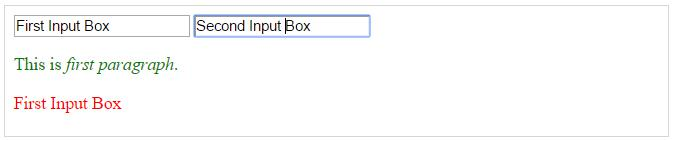 First Input Box Second Input Box
This is first paragraph.
First Input Box